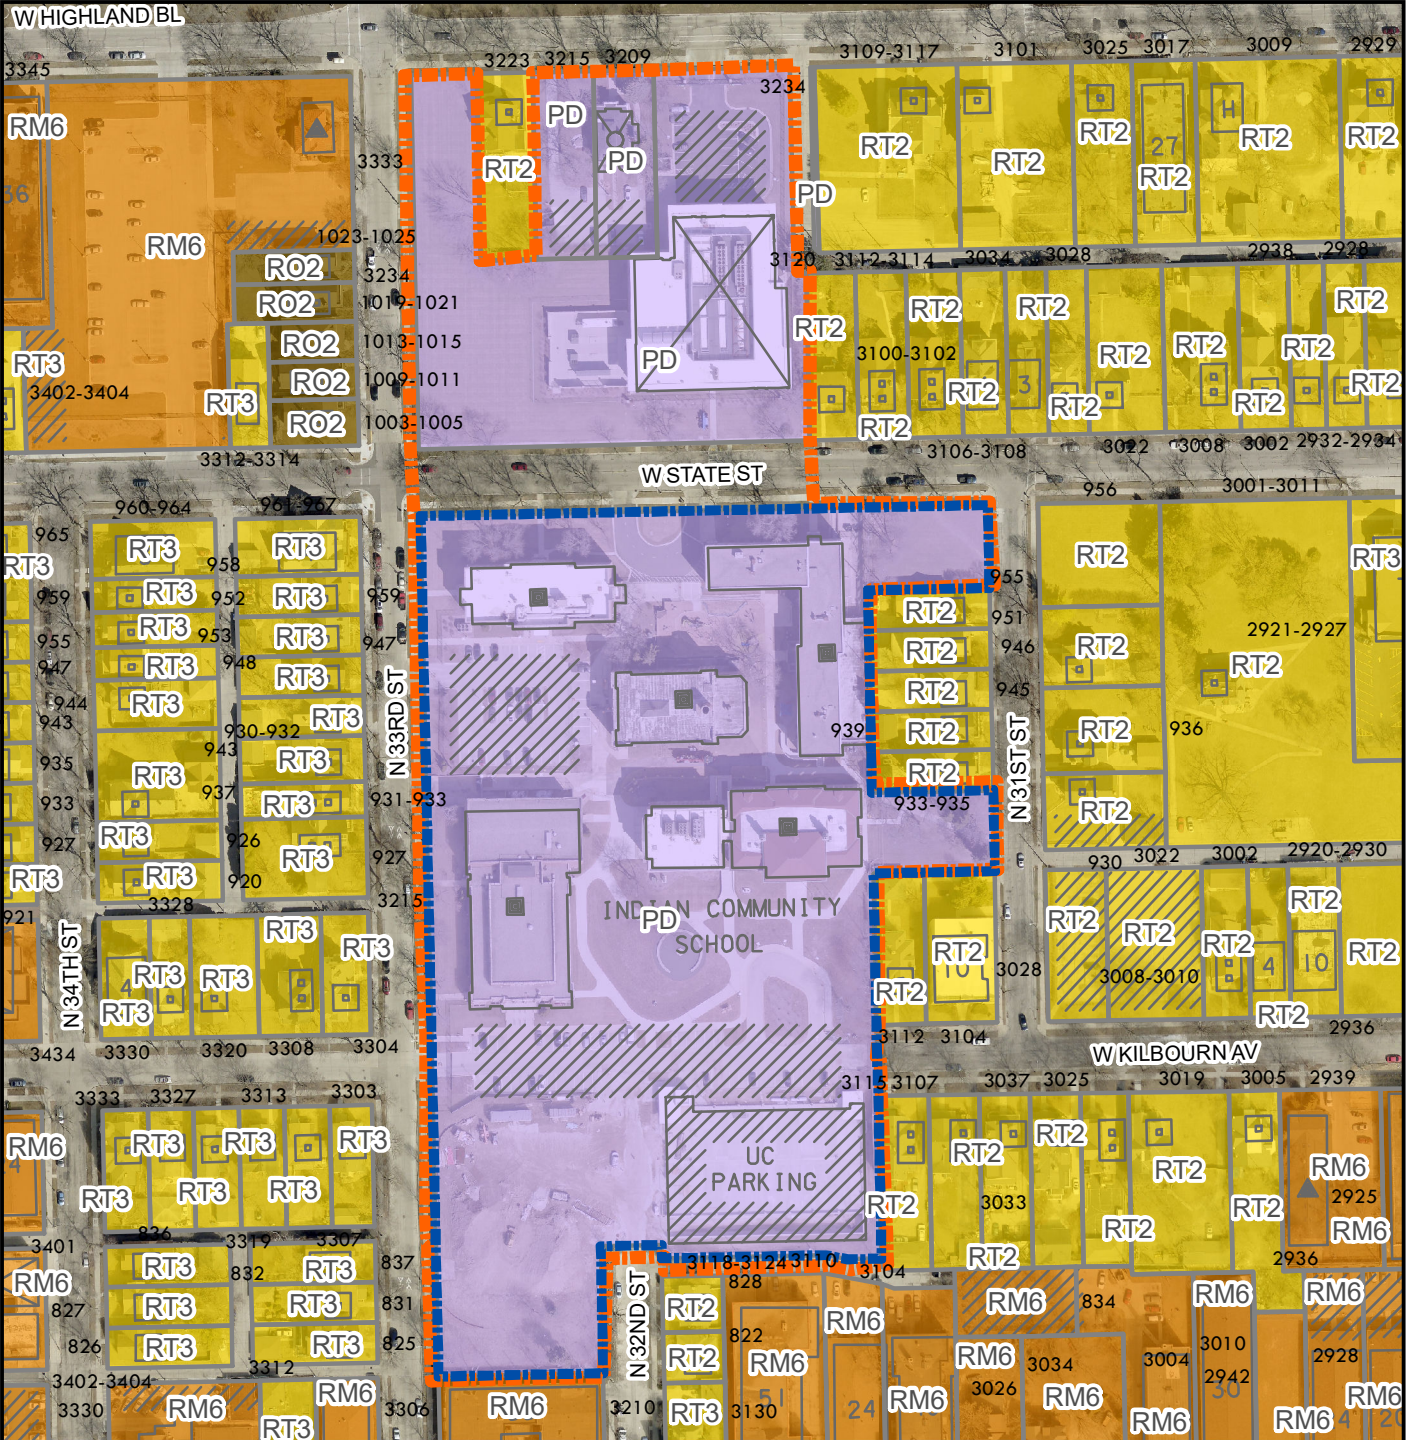 W HIGHLAND BL
3345
3223
3215
3209
3109-3117
3101
3025
3017
3009
2929
3234
RM6
PD
RT2
PD
PD
RT2
RT2
RT2
27
RT2
H
RT2
RT2
3333
36
RM6
1023-1025
RO2
3234
3120
3112-3114
3034
3028
2938
2928
RO2
1019-1021
RT2
RT2
RT2
RT2
RO2
1013-1015
RT3
3402-3404
RT3
RO2
1009-1011
PD
3100-3102
RT2
3
RT2
RT2
RT2
RT2
RT2
RT2
RO2
1003-1005
RT2
3312-3314
3106-3108
3022
3008
3002
2932-2934
W STATE ST
956
3001-3011
960-964
961-967
965
RT3
RT3
958
RT3
RT2
RT3
959
RT3
952
RT3
959
955
RT2
951
955
RT3
953
RT3
947
RT2
946
2921-2927
947
RT3
948
RT3
RT2
RT2
944
RT3
RT2
945
943
930-932
RT3
N 33RD ST
939
RT2
N 31ST ST
RT2
936
935
943
RT3
RT3
RT2
933
937
RT3
931-933
933-935
RT2
927
RT3
926
RT3
927
930
3022
3002
2920-2930
RT3
RT3
920
3215
921
3328
INDIAN COMMUNITY
SCHOOL
PD
RT3
RT3
RT2
RT2
RT2
RT2
RT2
RT2
N 34TH ST
4
RT3
RT3
RT3
10
3028
3008-3010
4
10
RT2
RT2
3434
3330
3320
3308
3304
3112
3104
2936
W KILBOURN AV
3333
3327
3313
3303
3115
3107
3037
3025
3019
3005
2939
RM6
4
RT3
RT3
RT3
UC
PARKING
RT2
RT2
RT2
RM6
2925
RT3
RT3
RT3
RT2
3033
RT2
RT2
RM6
836
3319
3307
3401
837
3118-3124
3110
3104
RT2
2936
RM6
RT3
832
RT3
828
827
RT3
RT3
831
N 32ND ST
RT2
RM6
RM6
834
RM6
RM6
826
RT3
RT3
825
RT2
822
RM6
RM6
3034
3004
3010
2942
2928
3402-3404
3312
3330
RM6
RM6
RT3
3306
RM6
3210
RT3
3130
51
24
RM6
3026
RM6
RM6
30
RM6
4
RM6
20